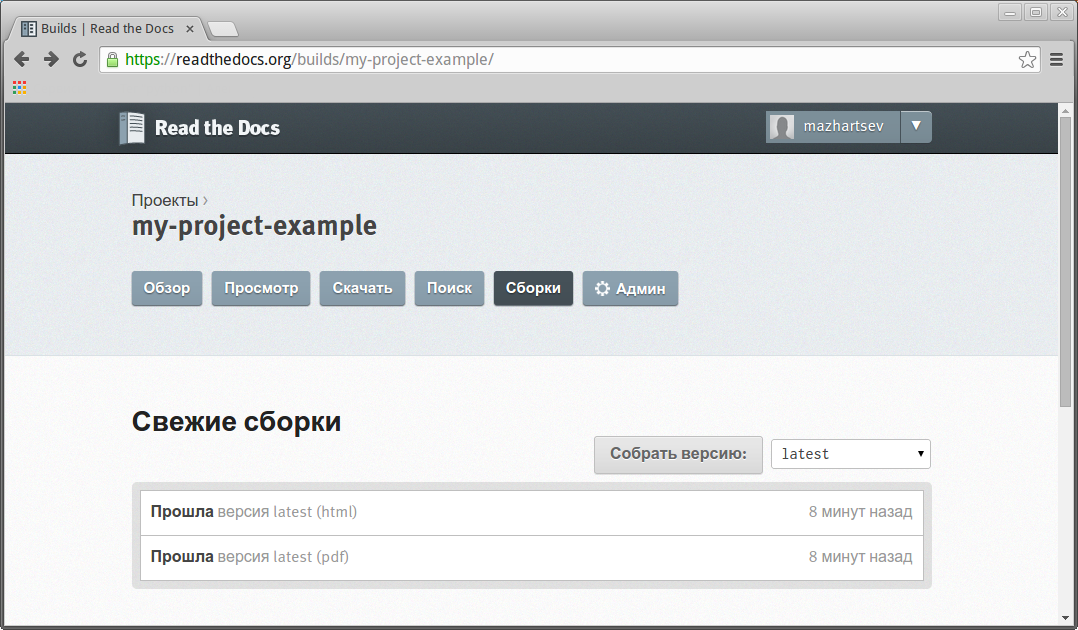 Builds | Read the Docs
https://readthedocs.org/builds/my-project-example/
Read the Docs
mazhartsev
Проекты ›
my-project-example
Обзор Просмотр Скачать Поиск Сборки Админ
Свежие сборки
Собрать версию: latest
Прошла версия latest (html) 8 минут назад
Прошла версия latest (pdf) 8 минут назад